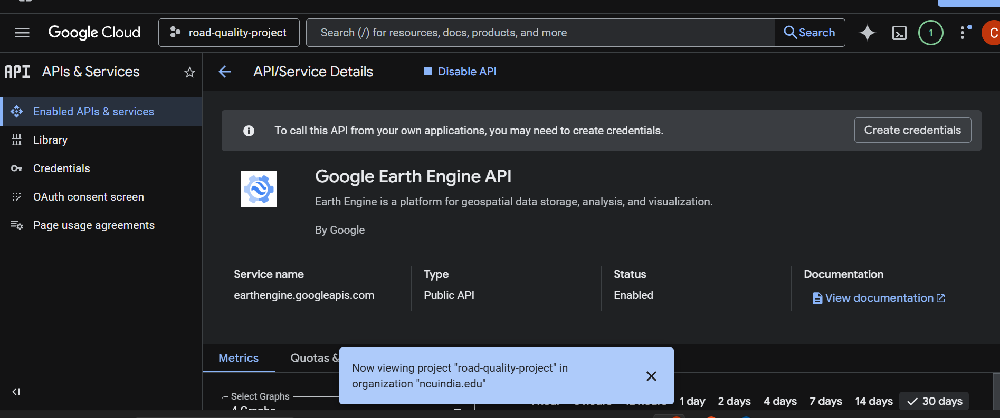 Google Cloud
road-quality-project
Search (/) for resources, docs, products, and more
Search
1
C
API
APIs & Services
API/Service Details
Disable API
Enabled APIs & services
Library
Credentials
OAuth consent screen
Page usage agreements
To call this API from your own applications, you may need to create credentials.
Create credentials
Google Earth Engine API
Earth Engine is a platform for geospatial data storage, analysis, and visualization.
By Google
Service name
earthengine.googleapis.com
Type
Public API
Status
Enabled
Documentation
View documentation
Metrics
Quotas &
Now viewing project "road-quality-project" in
organization "ncuindia.edu"
Select Graphs
4 Graphs
1 day 2 days 4 days 7 days 14 days 30 days